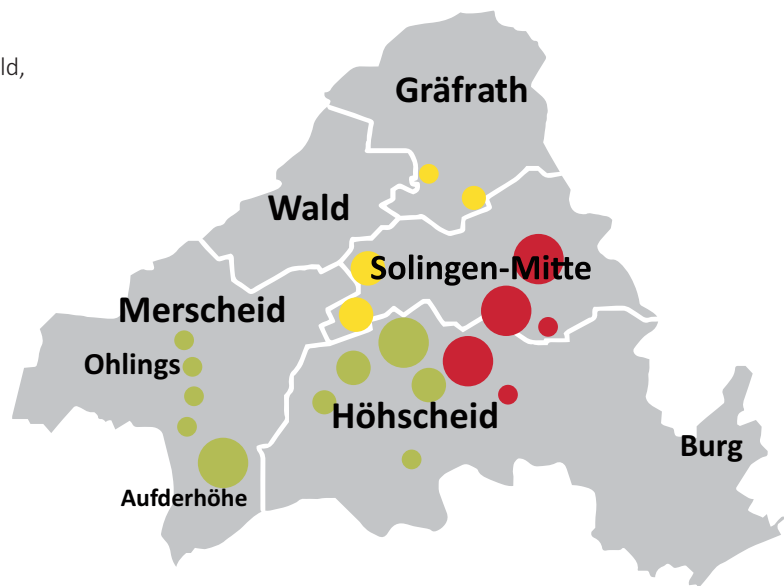 ld,
Gräfrath
Wald
Solingen-Mitte
Merscheid
Ohlings
Höhscheid
Burg
Aufderhöhe